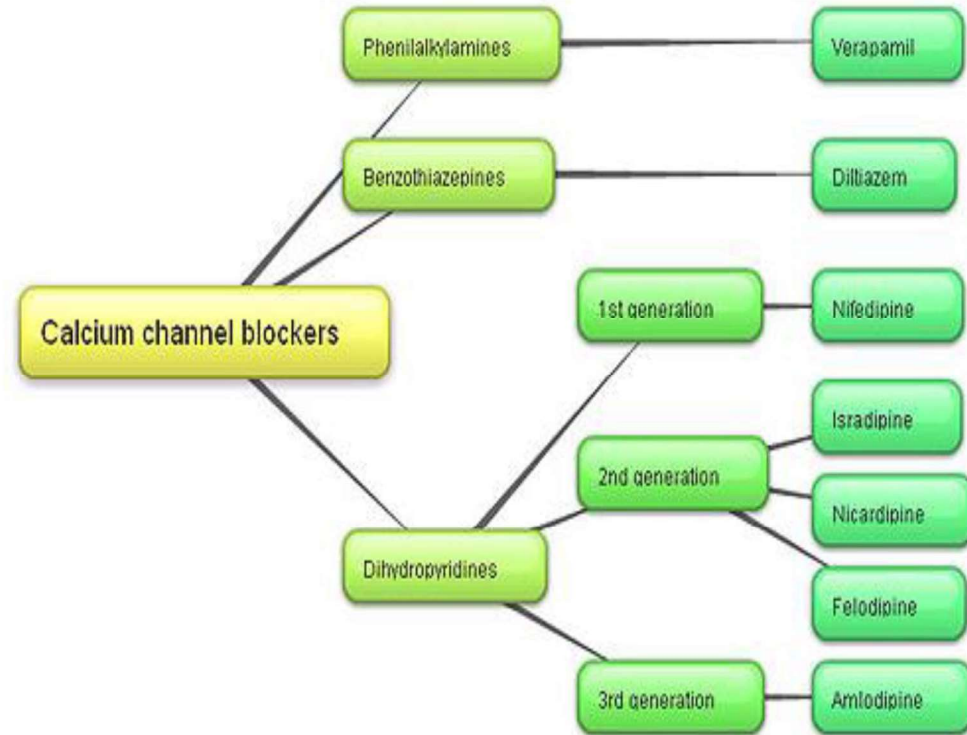 Phenilalkylamines
Verapamil
Benzothiazepines
Diltiazem
Calcium channel blockers
1st generation
Nifedipine
Isradipine
2nd generation
Nicardipine
Dihydropyridines
Felodipine
3rd generation
Amlodipine